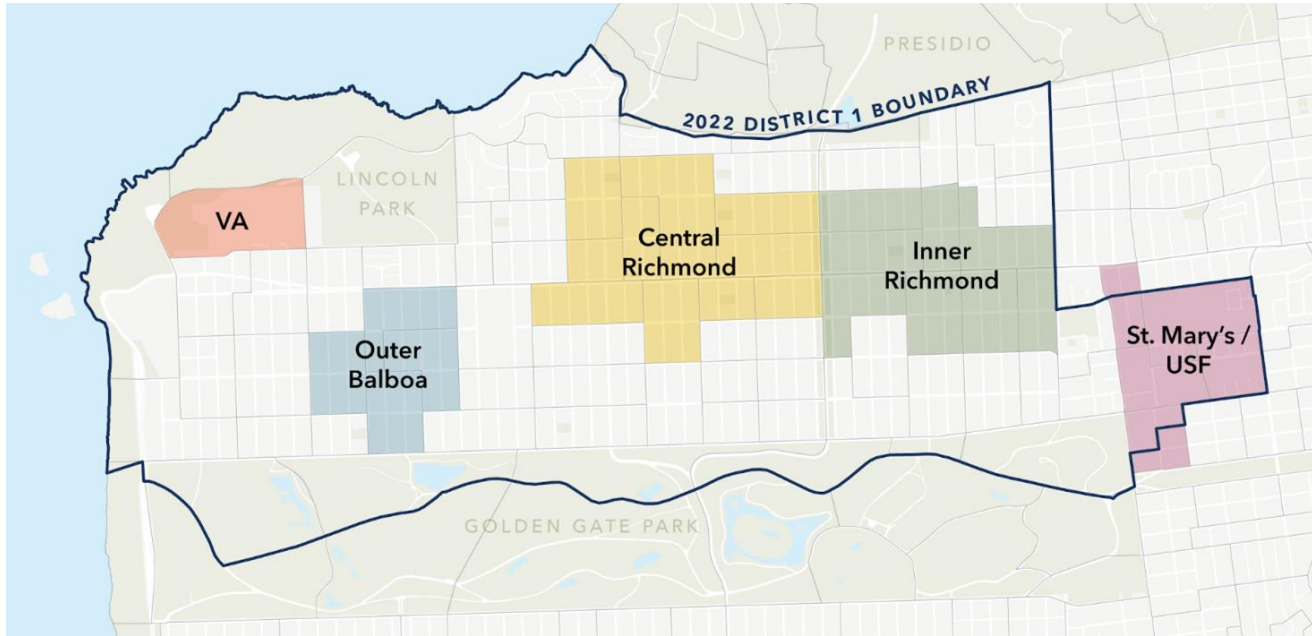 PRESIDIO
2022 DISTRICT 1 BOUNDARY
LINCOLN
PARK
VA
Central
Richmond
Inner
Richmond
Outer
Balboa
St. Mary's /
USF
GOLDEN GATE PARK